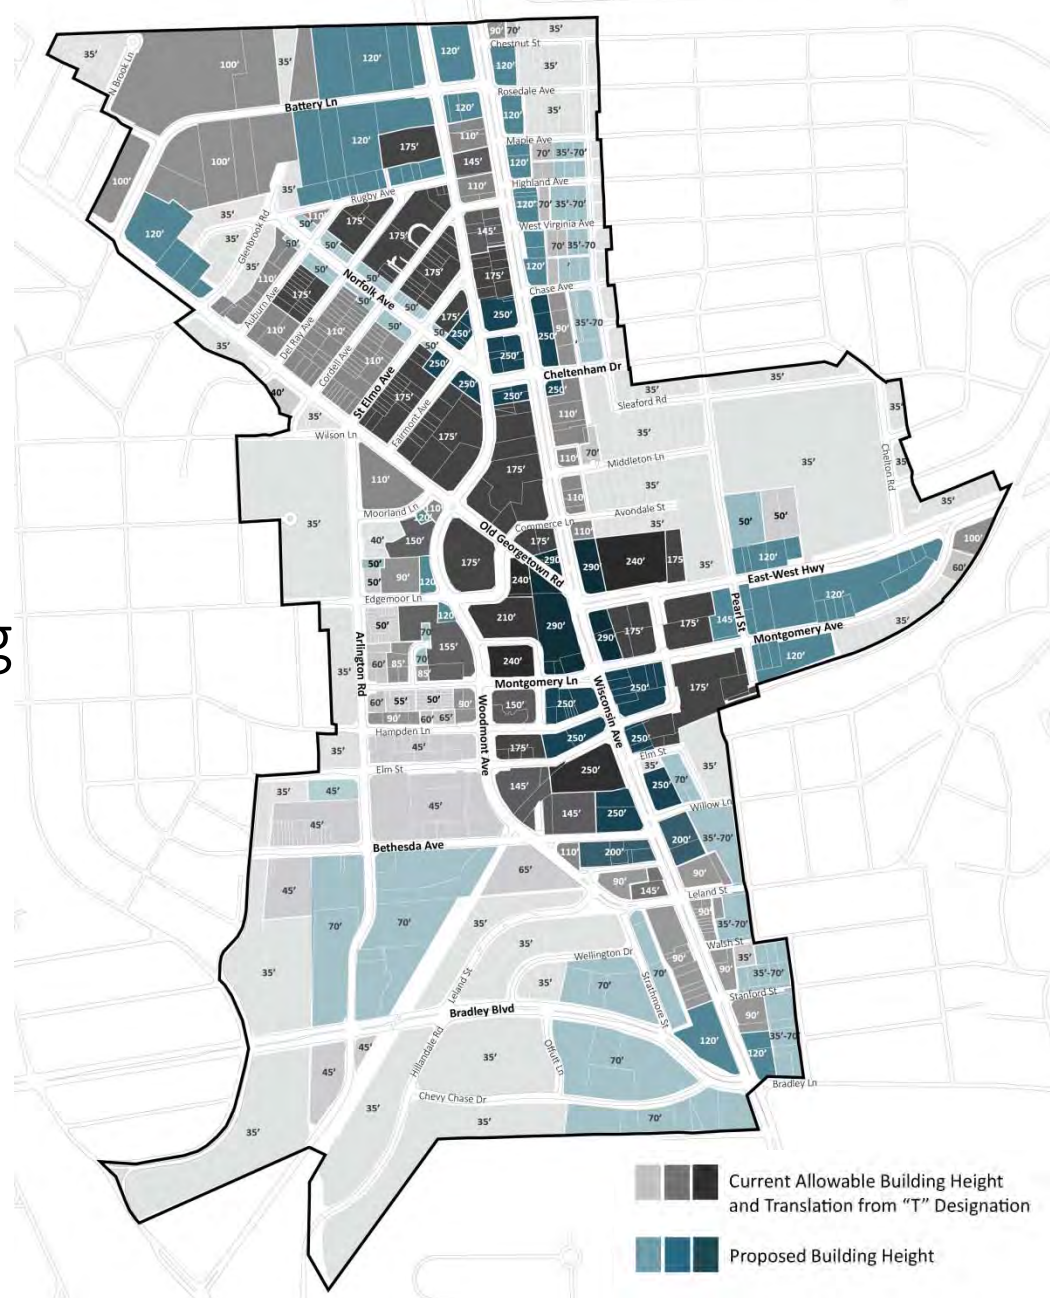 90' 70' 35'
Chestnut St
35' 100' 35' 120' 120' 120' 35'
N Brook Ln
Rosedale Ave
Battery Ln 120' 120' 35'
120' 175' 110' Maple Ave
100' 145' 120' 70' 35'-70'
100' 35' 110' Highland Ave
Rugby Ave
35' 110' 175' 120' 70' 35'-70'
50' West Virginia Ave
120' 35' Glenbrook Rd 50' 175' 145' 70' 35'-70
35' 50' 175' 120'
110' 50' Norfolk Ave 50' 175'
Chase Ave
Auburn Ave 175' 50' 50' 175' 250'
110' Del Ray Ave 110' 50' 50' 250' 250' 90' 35'-70
35' 50' 250'
Cordell Ave 110' 250' Cheltenham Dr
40' St Elmo Ave 175' 250' 250' 250' 35' 35'
Sleaford Rd
35' Fairmont Ave 110' 35' 35'
Wilson Ln 175' 35'
175' 110' 70' Middleton Ln 35' 35'
Chelton Rd
110' 110' 35'
Moorland Ln 110' Avondale St 35'
120' Commerce Ln 110' 35' 50' 50'
35' Old Georgetown Rd
40' 150' 175' 175' 290' 240' 175 35' 120' 100'
50' 290' East-West Hwy 60'
50' 90' 120' 240'
Edgemoor Ln 120'
120' 210' 290' 290' 175' 175' 145' Pearl St 35'
50' 70' 155' Montgomery Ave
Arlington Rd 60' 85' 70' 240' 120'
35' 85' Montgomery Ln 250' 175'
60' 55' 50' 90' 150' 250' Wisconsin Ave
90' 60' 65' Woodmont Ave
Hampden Ln 250' 250'
35' 45' 175' Elm St
Elm St 250' 35' 35'
35' 45' 145' 250' 70'
45' 45' 145' 250' Willow Ln
Bethesda Ave 200' 35'-70'
110' 200'
65' 90' 90'
45' 145' Leland St
70' 70' 35' 90' 35'-70'
35' Walsh St
35' Wellington Dr 90' 35'
Leland St 35' 70' 70' 90' 35'-70'
Strathmore St Stanford St
Bradley Blvd 90'
45' 120' 35'-70'
45' Hillandale Rd 35' Offutt Ln 70' 120'
Bradley Ln
35' Chevy Chase Dr
35' 35' 70'
g
Current Allowable Building Height
and Translation from “T” Designation
Proposed Building Height